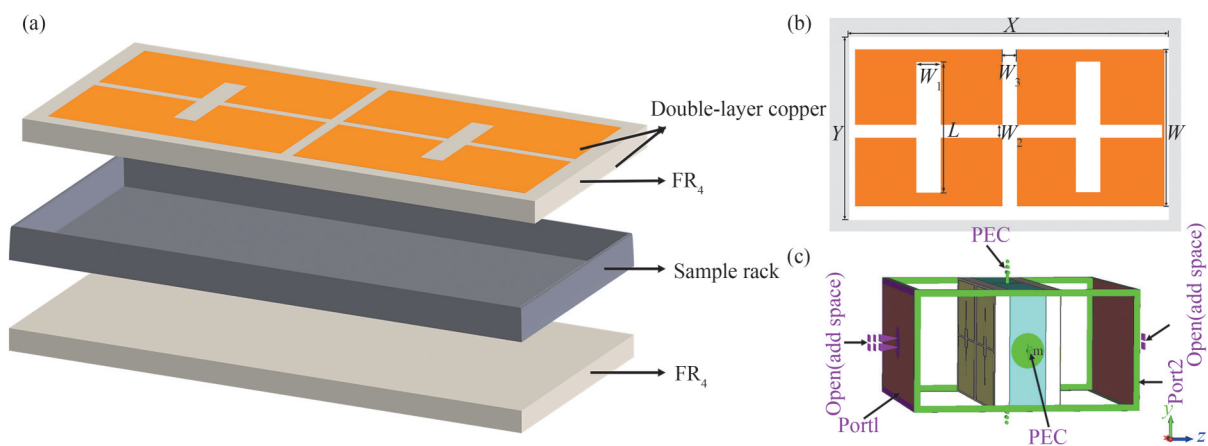 (a)
Double-layer copper
FR4
Sample rack
FR4
(b)
X
W1
W3
Y
L
W2
W
(c)
PEC
Open(add space)
Open(add space)
m
Port1
PEC
Port2
y
z